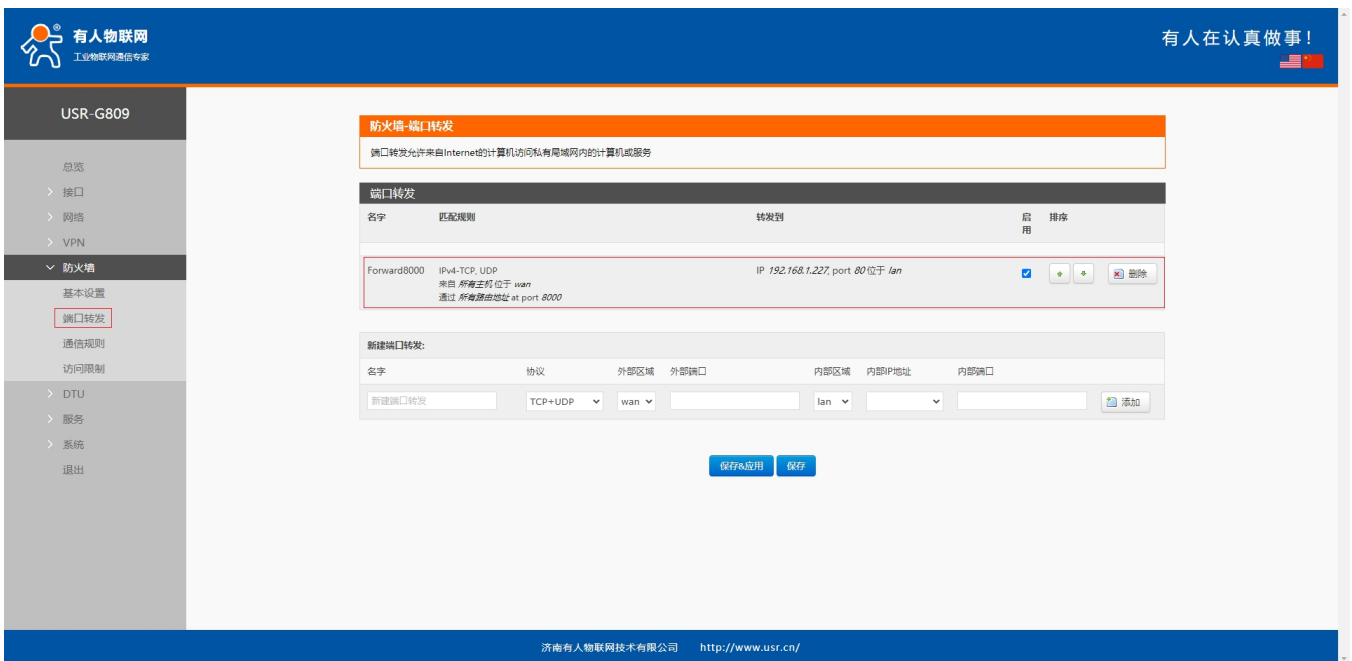 有人物联网
®
工业物联网通信专家
有人在认真做事!
USR-G809
总览
接口
网络
VPN
防火墙
基本设置
端口转发
通信规则
访问限制
DTU
服务
系统
退出
防火墙-端口转发
端口转发允许来自Internet的计算机访问私有局域网内的计算机或服务
端口转发
名字 匹配规则 转发到 启用 排序
Forward8000 IPv4-TCP, UDP IP 192.168.1.227, port 80 位于 lan 删除
来自 所有主机 位于 wan
通过 所有路由地址 at port 8000
新建端口转发:
名字 协议 外部区域 外部端口 内部区域 内部IP地址 内部端口
新建端口转发 TCP+UDP wan lan 添加
保存&应用 保存
济南有人物联网技术有限公司 http://www.usr.cn/